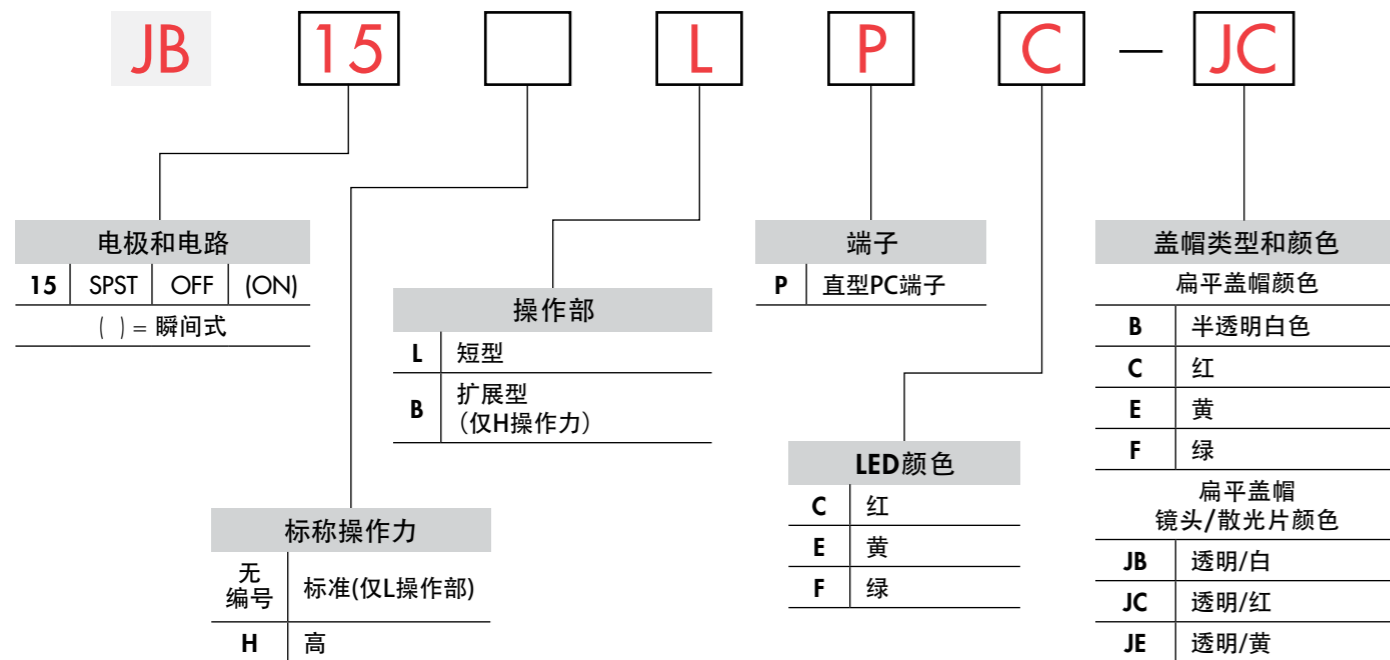 JB 15 L P C — JC
电极和电路
15 SPST OFF (ON)
( ) = 瞬间式
标称操作力
无
编号
标准(仅L操作部)
H 高
操作部
L 短型
B 扩展型
（仅H操作力）
端子
P 直型PC端子
LED颜色
C 红
E 黄
F 绿
盖帽类型和颜色
扁平盖帽颜色
B 半透明白色
C 红
E 黄
F 绿
扁平盖帽
镜头/散光片颜色
JB 透明/白
JC 透明/红
JE 透明/黄